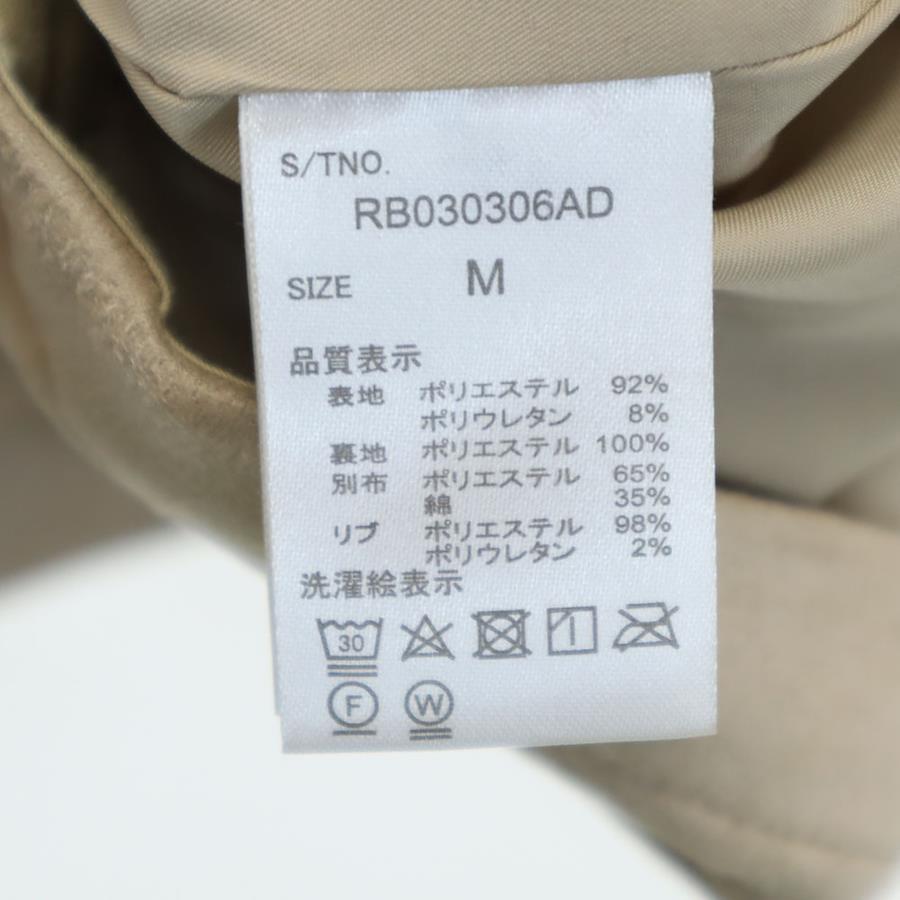 S/TNO.
RB030306AD
SIZE M
品質表示
表地 ポリエステル 92%
ポリウレタン 8%
裏地 ポリエステル 100%
別布 ポリエステル 65%
綿 35%
リブ ポリエステル 98%
ポリウレタン 2%
洗濯絵表示
30
F W